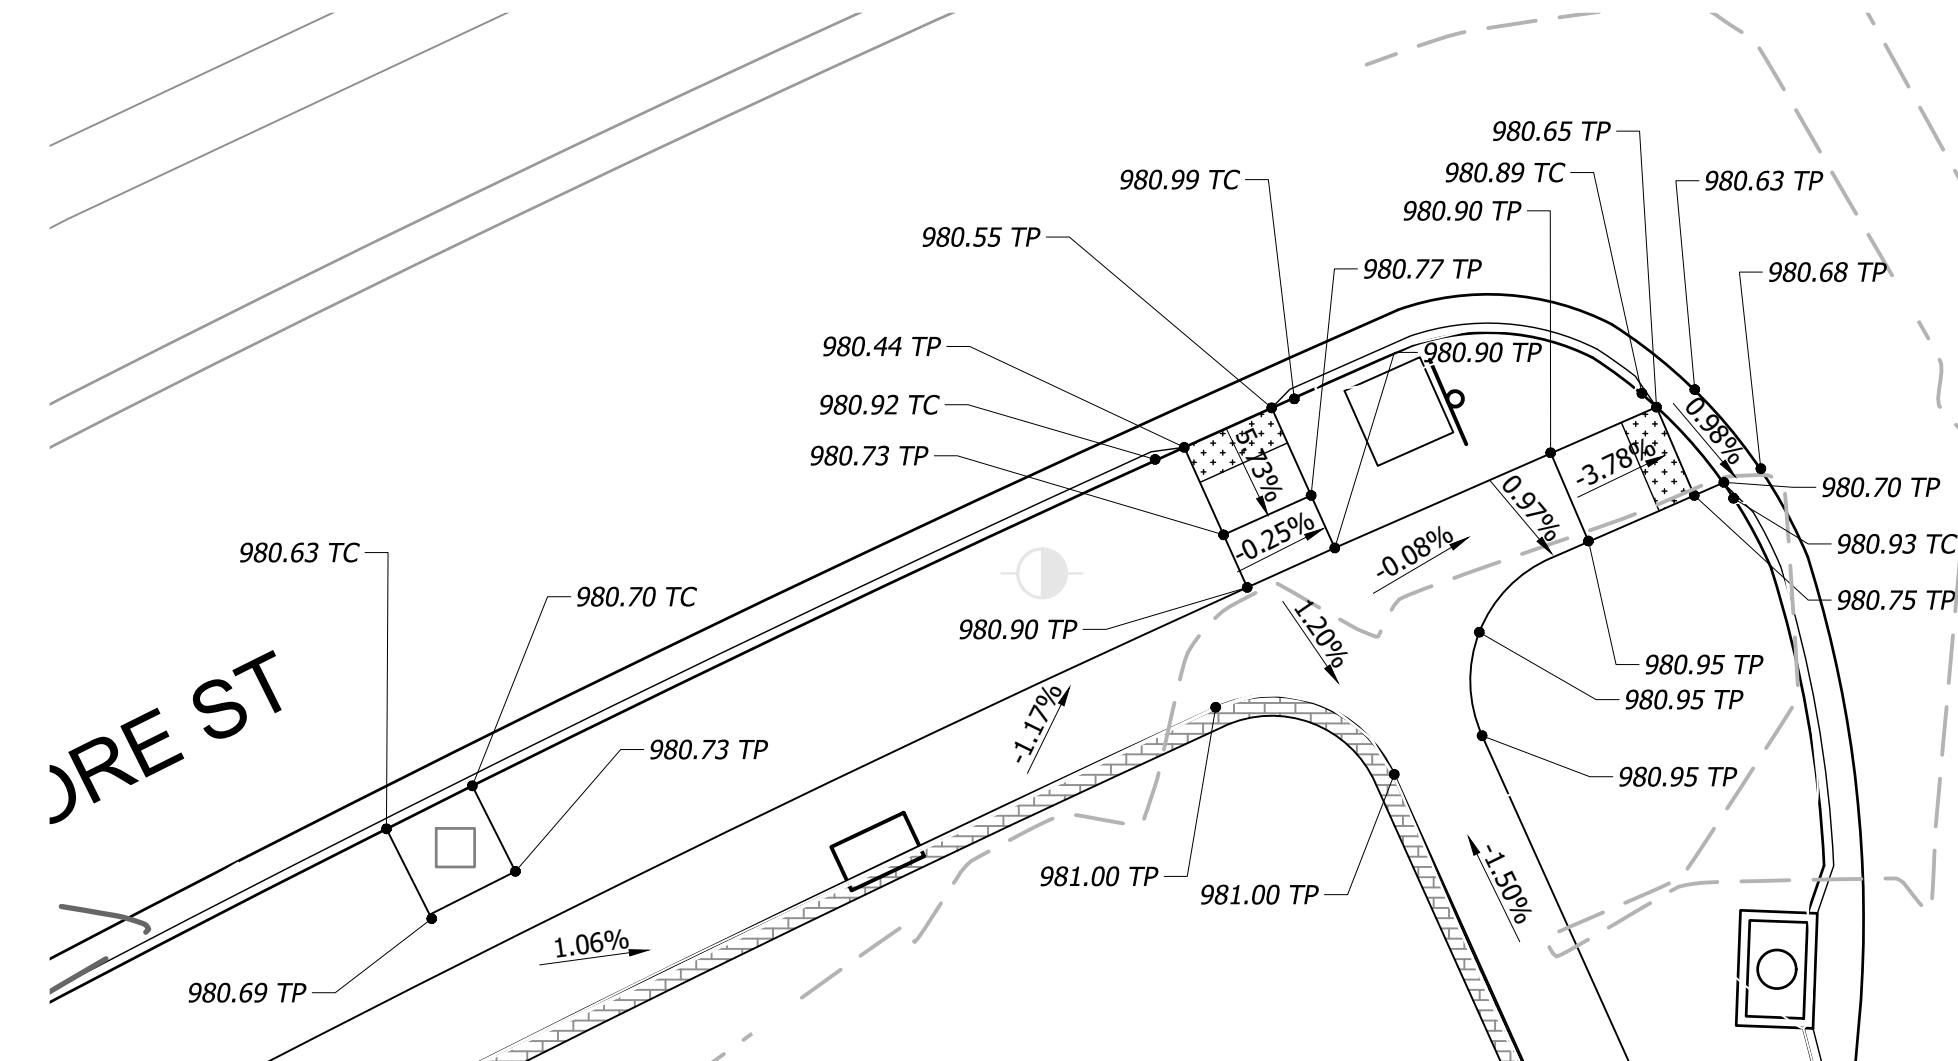 980.65 TP
980.89 TC
980.99 TC
980.63 TP
980.90 TP
980.55 TP
980.77 TP
980.68 TP
980.44 TP
980.90 TP
980.92 TC
0.98%
5.73%
980.73 TP
-3.78%
980.70 TP
0.97%
-0.25%
980.93 TC
-0.08%
980.63 TC
980.70 TC
980.75 TP
980.90 TP
1.20%
980.95 TP
980.95 TP
ORE ST
-1.17%
980.73 TP
980.95 TP
981.00 TP
981.00 TP
-1.50%
1.06%
980.69 TP